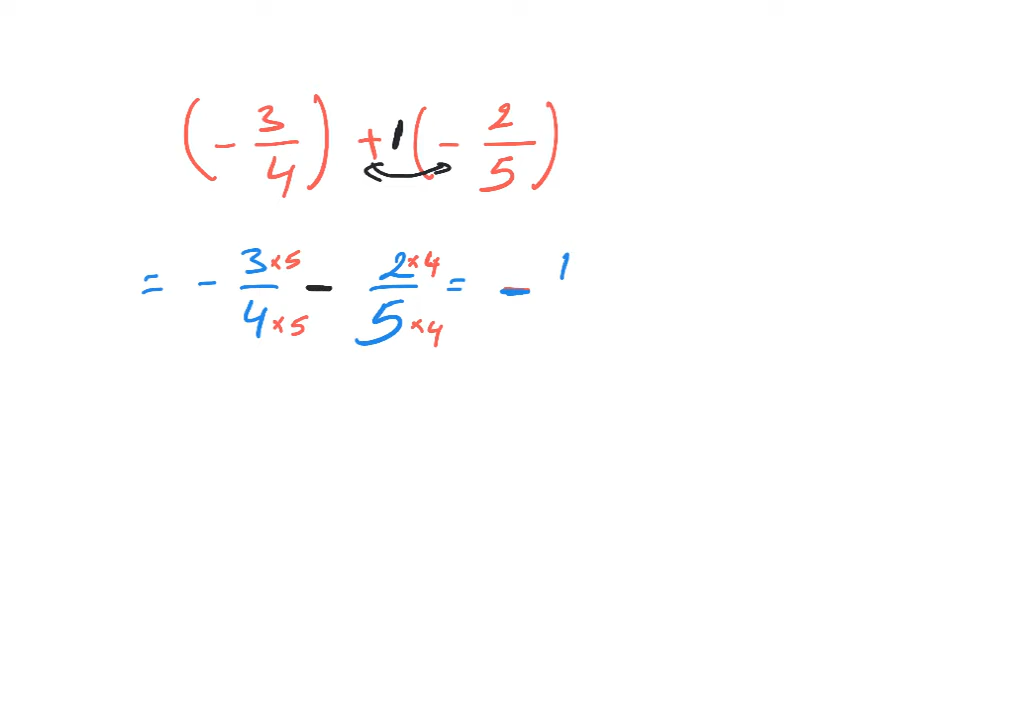 (- 3/4) + 1 (- 2/5)
= - 3×5/4×5 - 2×4/5×4 = - 1